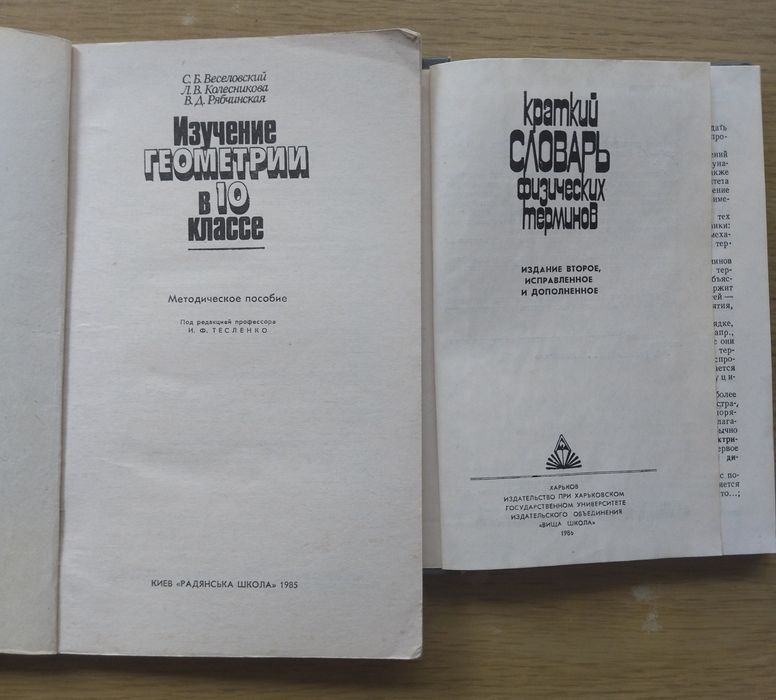 С. Б. Веселовский
Л. В. Колесникова
В. Д. Рябчинская
Изучение
ГЕОМЕТРИИ
в 10
классе
Методическое пособие
Под редакцией профессора
И. Ф. ТЕСЛЕНКО
КИЕВ «РАДЯНСЬКА ШКОЛА» 1985
краткий
СЛОВАРЬ
физических
терминов
ИЗДАНИЕ ВТОРОЕ,
ИСПРАВЛЕННОЕ
И ДОПОЛНЕННОЕ
ХАРЬКОВ
ИЗДАТЕЛЬСТВО ПРИ ХАРЬКОВСКОМ
ГОСУДАРСТВЕННОМ УНИВЕРСИТЕТЕ
ИЗДАТЕЛЬСКОГО ОБЪЕДИНЕНИЯ
«ВИЩА ШКОЛА»
1986